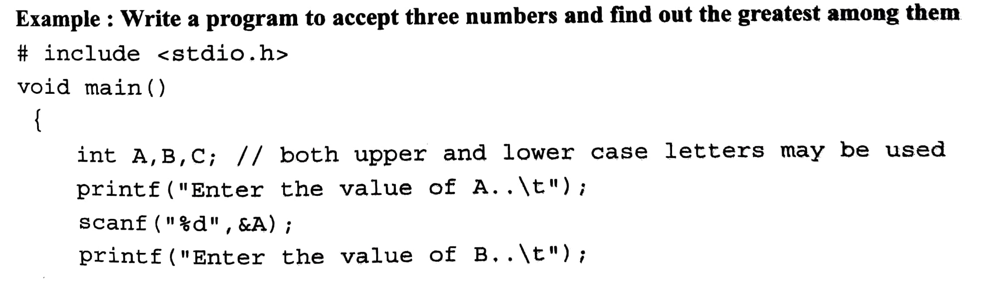 Example : Write a program to accept three numbers and find out the greatest among them
# include <stdio.h>
void main()
{
int A,B,C; // both upper and lower case letters may be used
printf("Enter the value of A..\t");
scanf("%d",&A);
printf("Enter the value of B..\t");